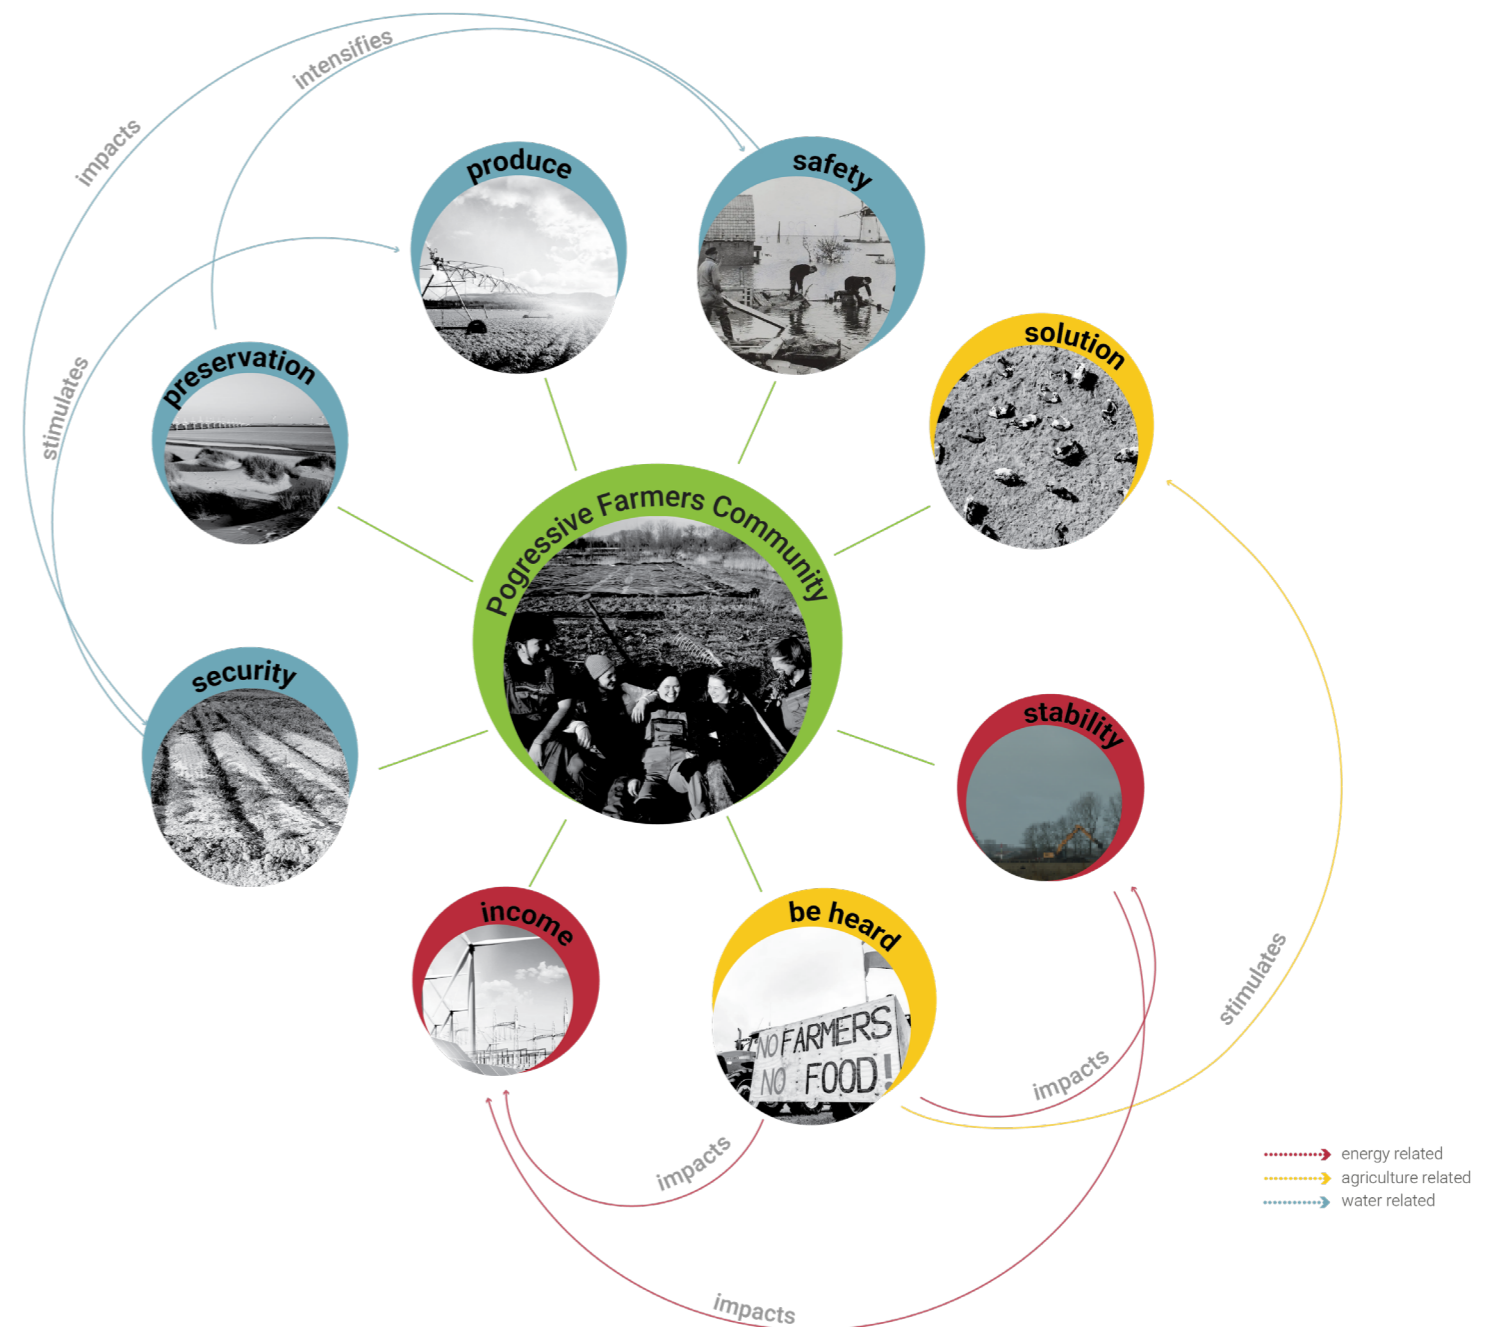 intensifies
impacts
stimulates
produce
safety
solution
preservation
Pogressive Farmers Community
security
stability
income
be heard
NO FARMERS
NO FOOD!
stimulates
impacts
impacts
impacts
energy related
agriculture related
water related